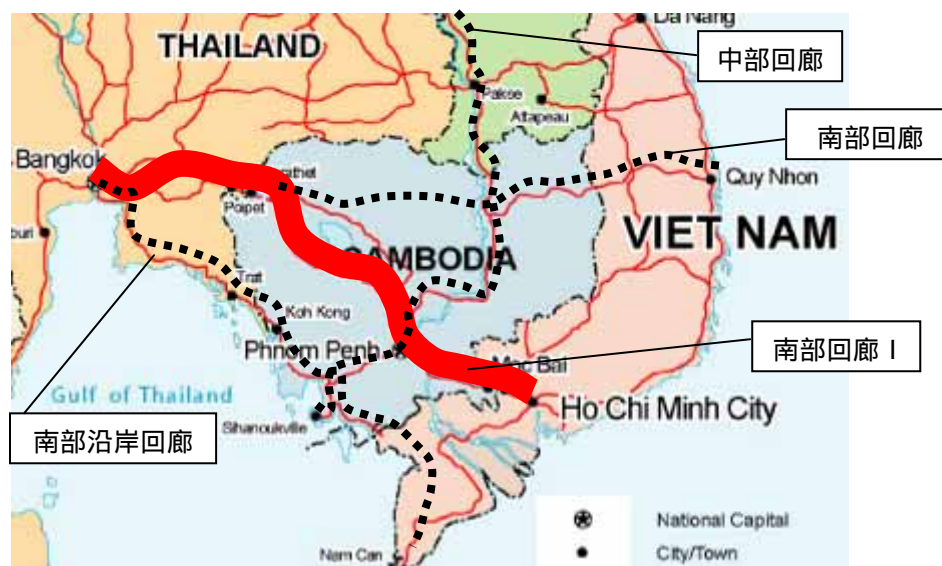 Da Nang
THAILAND
中部回廊
Pakse
Attapeu
南部回廊
Bangkok
Quy Nhon
Poipet
VIET NAM
CAMBODIA
Trat
Koh Kong
Phnom Penh
南部回廊 I
Moc Bai
Gulf of Thailand
Ho Chi Minh City
Sihanoukville
南部沿岸回廊
National Capital
Nam Can
City/Town